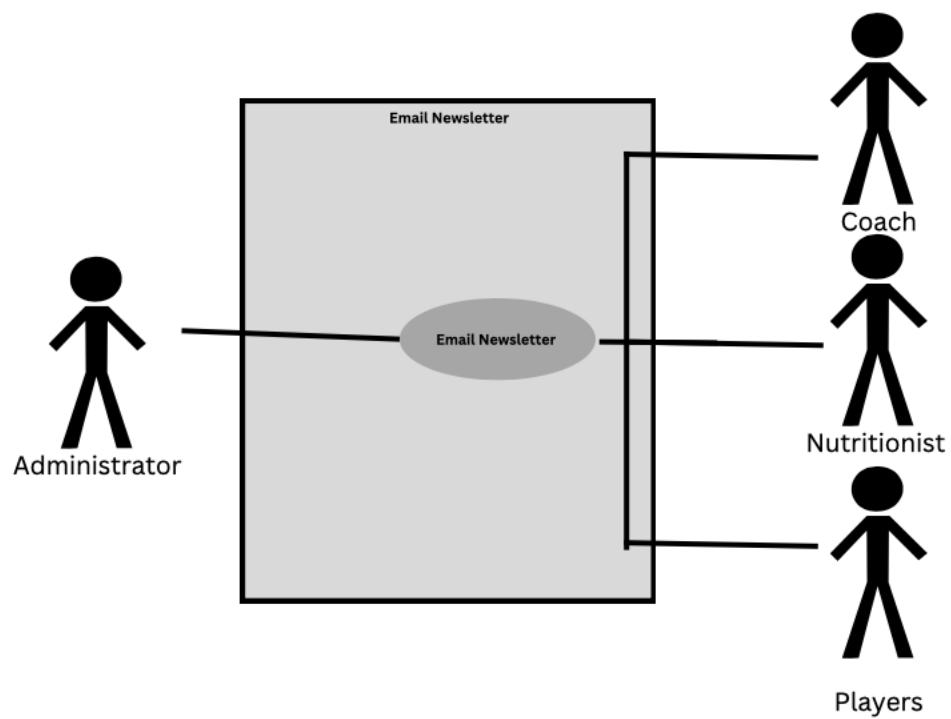 Email Newsletter
Coach
Email Newsletter
Administrator
Nutritionist
Players